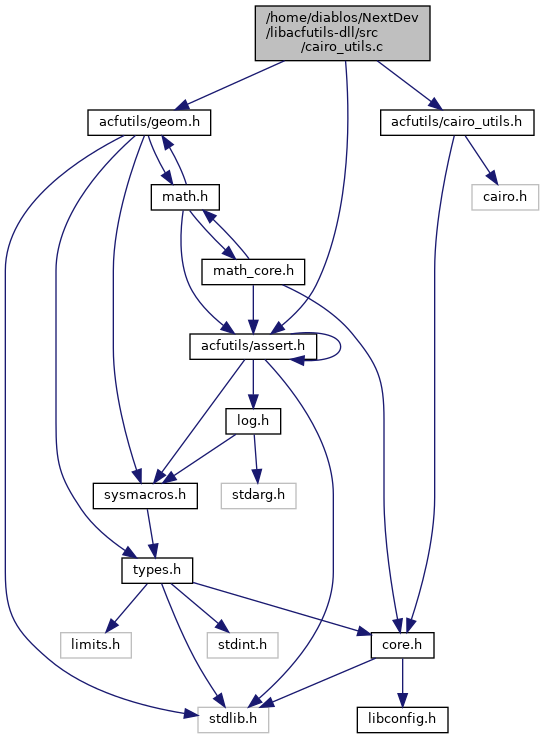 /home/diablos/NextDev
/libacfutils-dll/src
/cairo_utils.c
acfutils/geom.h
acfutils/cairo_utils.h
math.h
cairo.h
math_core.h
acfutils/assert.h
log.h
sysmacros.h
stdarg.h
types.h
limits.h
stdint.h
core.h
stdlib.h
libconfig.h